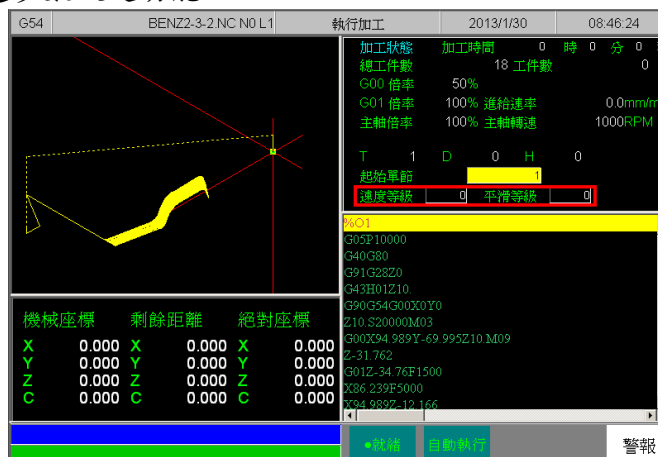 G54 BENZ2-3-2.NC N0 L1 執行加工 2013/1/30 08:46:24
加工狀態 加工時間 0 時 0 分 0
總工件數 18 工件數 0
G00 倍率 50%
G01 倍率 100% 進給速率 0.0mm/m
主軸倍率 100% 主軸轉速 1000RPM
T 1 D 0 H 0
起始單節 1
速度等級 0 平滑等級 0
%O1
G05P10000
G40G80
G91G28Z0
G43H01Z10.
G90G54G00X0Y0
Z10.S20000M03
G00X94.989Y-69.995Z10.M09
Z-31.762
G01Z-34.76F1500
X86.239F5000
X94.989Z-12.166
機械座標 剩餘距離 絕對座標
X 0.000 X 0.000 X 0.000
Y 0.000 Y 0.000 Y 0.000
Z 0.000 Z 0.000 Z 0.000
C 0.000 C 0.000 C 0.000
●就緒 自動執行 警報